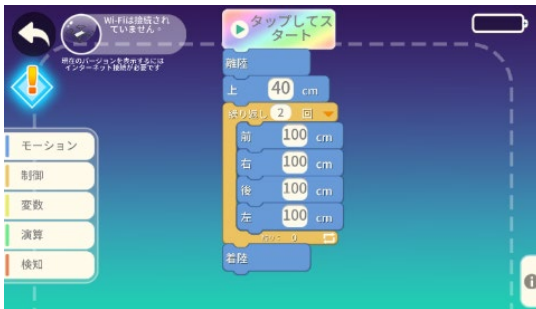 Wi-Fiは接続され
ていません。
現在のバージョンを表示するには
インターネット接続が必要です
モーション
制御
変数
演算
検知
タップしてス
タート
離陸
上 40 cm
繰り返し 2 回
前 100 cm
右 100 cm
後 100 cm
左 100 cm
着陸